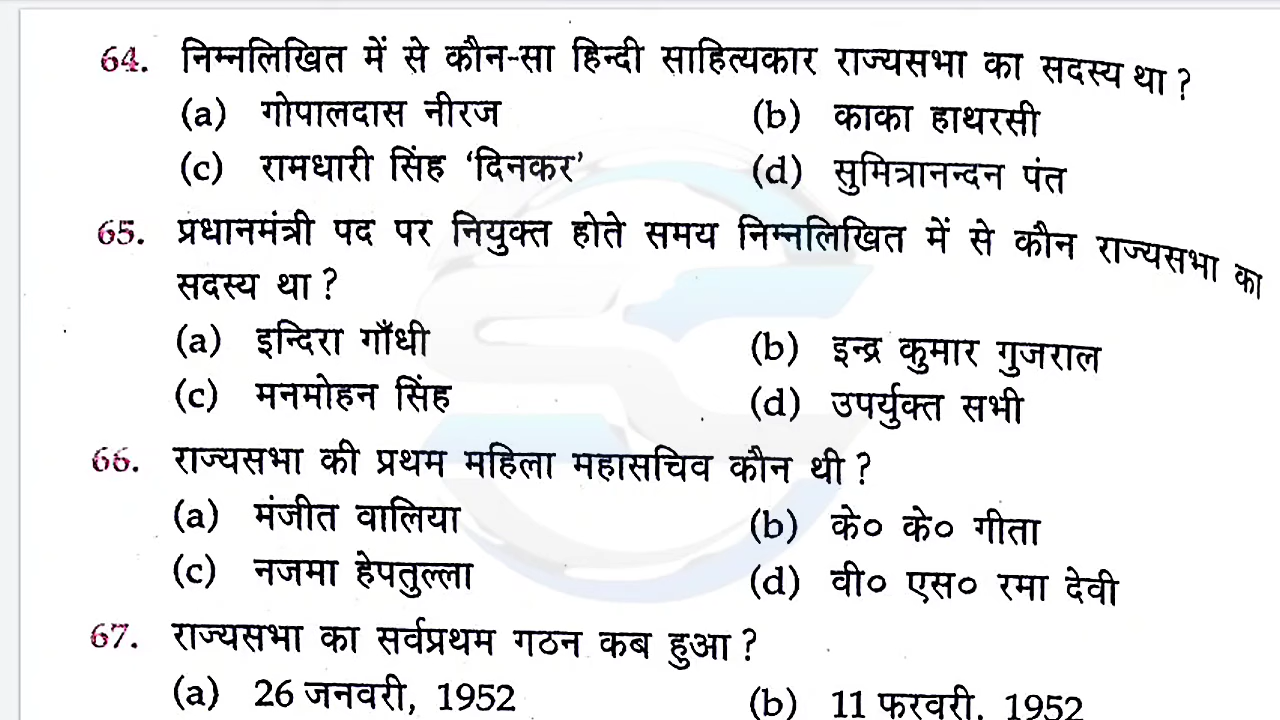 64. निम्नलिखित में से कौन-सा हिन्दी साहित्यकार राज्यसभा का सदस्य था ?
(a) गोपालदास नीरज (b) काका हाथरसी
(c) रामधारी सिंह ‘दिनकर’ (d) सुमित्रानन्दन पंत
65. प्रधानमंत्री पद पर नियुक्त होते समय निम्नलिखित में से कौन राज्यसभा का
सदस्य था ?
(a) इन्दिरा गाँधी (b) इन्द्र कुमार गुजराल
(c) मनमोहन सिंह (d) उपर्युक्त सभी
66. राज्यसभा की प्रथम महिला महासचिव कौन थी ?
(a) मंजीत वालिया (b) के० के० गीता
(c) नजमा हेपतुल्ला (d) वी० एस० रमा देवी
67. राज्यसभा का सर्वप्रथम गठन कब हुआ ?
(a) 26 जनवरी, 1952 (b) 11 फरवरी, 1952